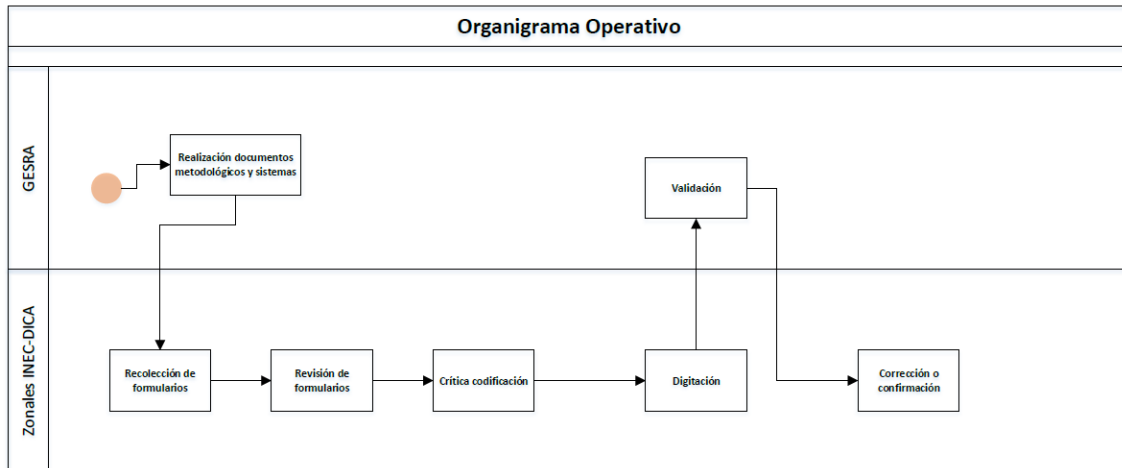 Organigrama Operativo
GESRA
Realización documentos
metodológicos y sistemas
Validación
Zonales INEC-DICA
Recolección de
formularios
Revisión de
formularios
Crítica codificación
Digitación
Corrección o
confirmación